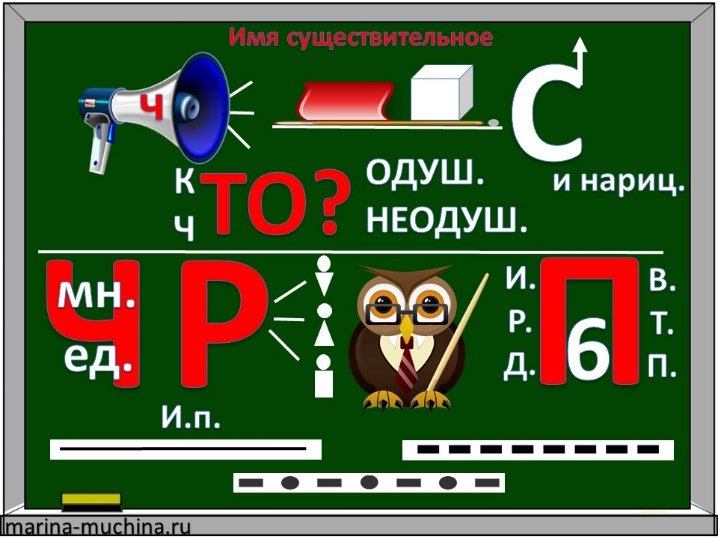 Имя существительное
ч
С
и нариц.
К
Ч
ТО?
ОДУШ.
НЕОДУШ.
Ч
мн.
ед.
Р
И.
Р.
Д.
П
6
В.
Т.
П.
И.п.
marina-muchina.ru